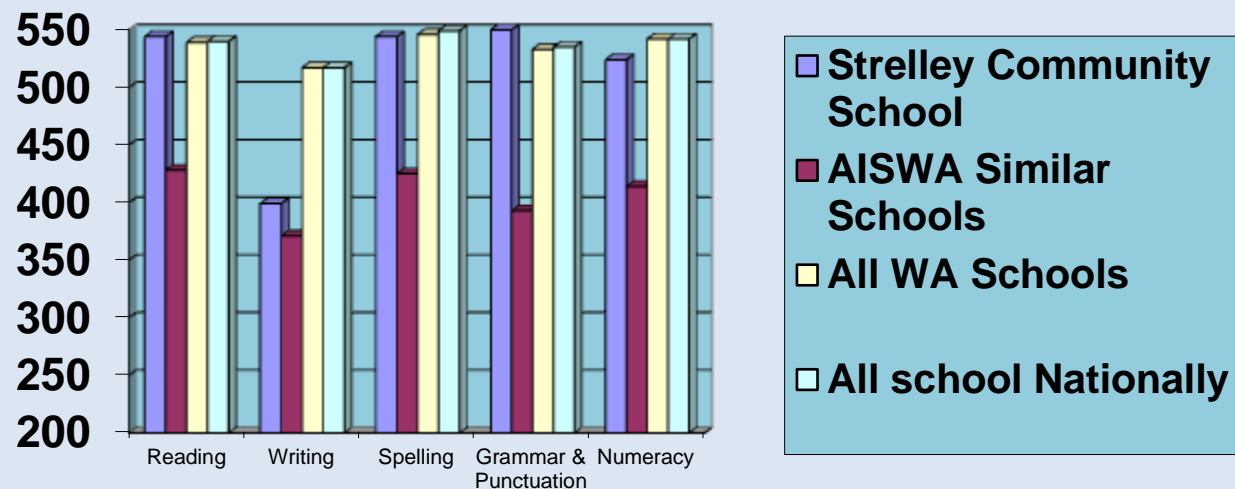 550
500
450
400
350
300
250
200
Reading
Writing
Spelling
Grammar &
Punctuation
Numeracy
Strelley Community
School
AISWA Similar
Schools
All WA Schools
All school Nationally